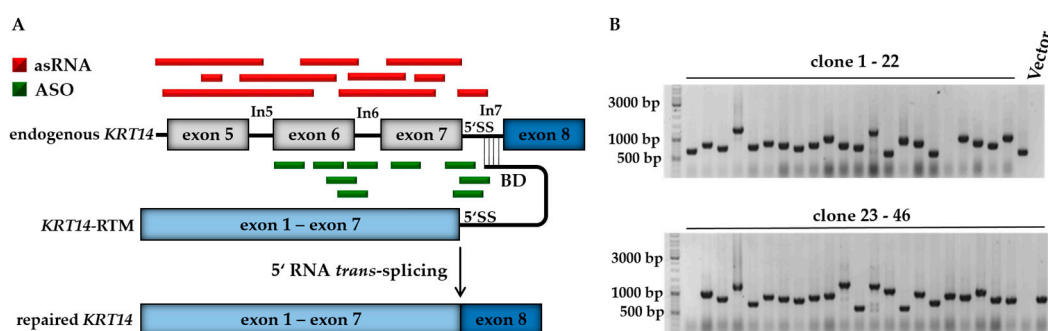 A
asRNA
ASO
In5
In6
In7
endogenous KRT14
exon 5
exon 6
exon 7
5‘SS
exon 8
BD
KRT14-RTM
exon 1 – exon 7
5‘SS
5‘ RNA trans-splicing
repaired KRT14
exon 1 – exon 7
exon 8
B
clone 1 - 22
Vector
3000 bp
1000 bp
500 bp
clone 23 - 46
3000 bp
1000 bp
500 bp